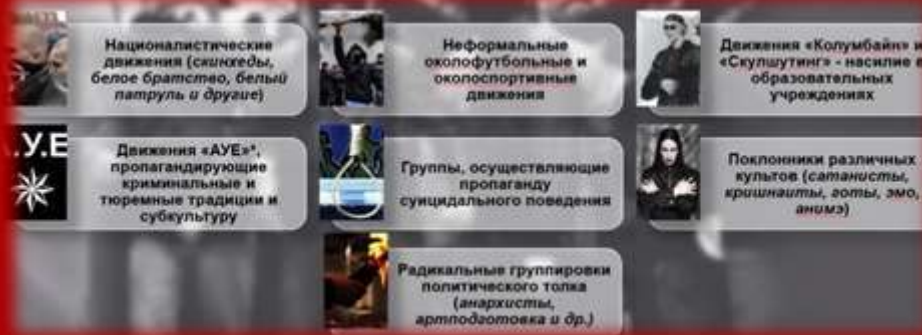 Националистические
движения (скинхеды,
белое братство, белый
патруль и другие)
Неформальные
околофутбольные и
околоспортивные
движения
Движения «Колумбайн» и
«Скулшутинг» - насилие в
образовательных
учреждениях
.У.Е
Движения «АУЕ»*,
пропагандирующие
криминальные и
тюремные традиции и
субкультуру
Группы, осуществляющие
пропаганду
суицидального поведения
Поклонники различных
культов (сатанисты,
кришнаиты, готы, эмо,
анимэ)
Радикальные группировки
политического толка
(анархисты,
артподготовка и др.)